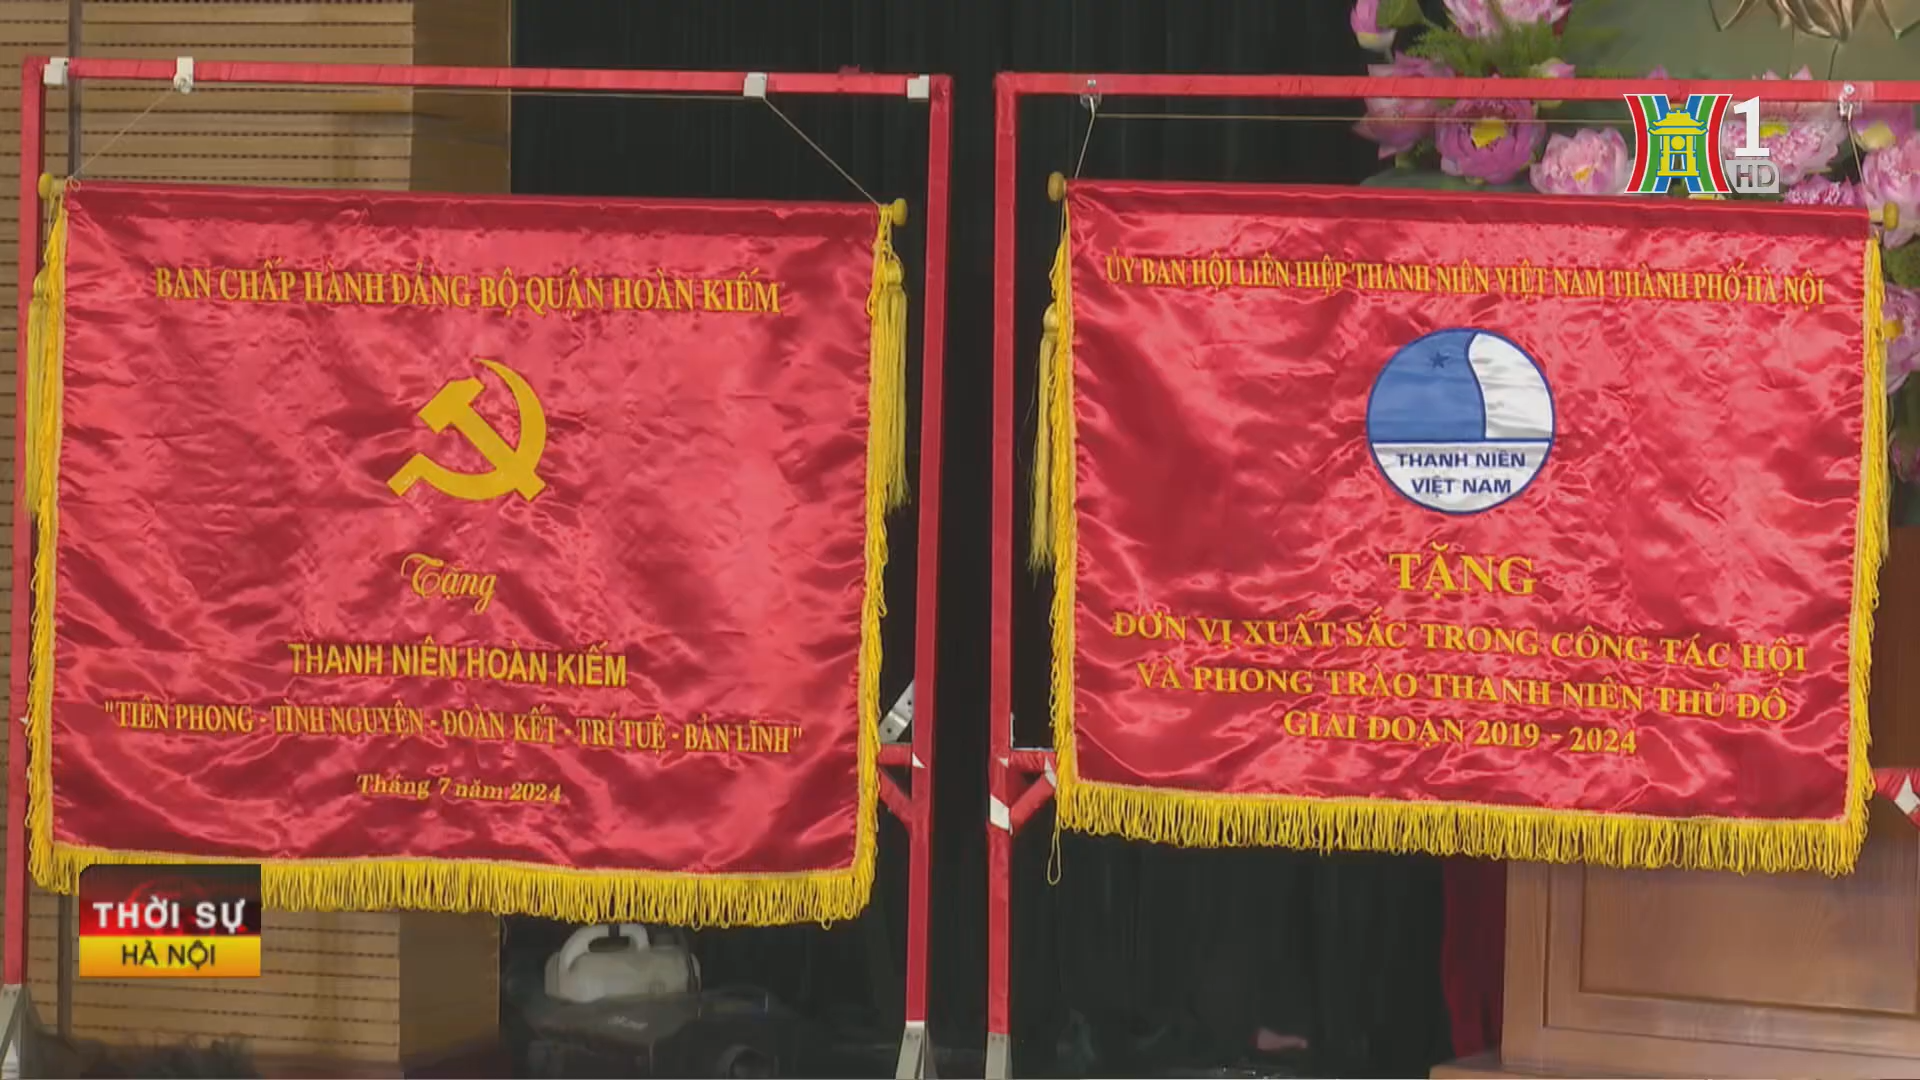 BAN CHẤP HÀNH ĐẢNG BỘ QUẬN HOÀN KIẾM
Tặng
THANH NIÊN HOÀN KIẾM
"TIÊN PHONG - TÌNH NGUYỆN - ĐOÀN KẾT - TRÍ TUỆ - BẢN LĨNH"
Tháng 7 năm 2024
ỦY BAN HỘI LIÊN HIỆP THANH NIÊN VIỆT NAM THÀNH PHỐ HÀ NỘI
THANH NIÊN
VIỆT NAM
TẶNG
ĐƠN VỊ XUẤT SẮC TRONG CÔNG TÁC HỘI
VÀ PHONG TRÀO THANH NIÊN THỦ ĐÔ
GIAI ĐOẠN 2019 - 2024
H 1
HD
THỜI SỰ
HÀ NỘI